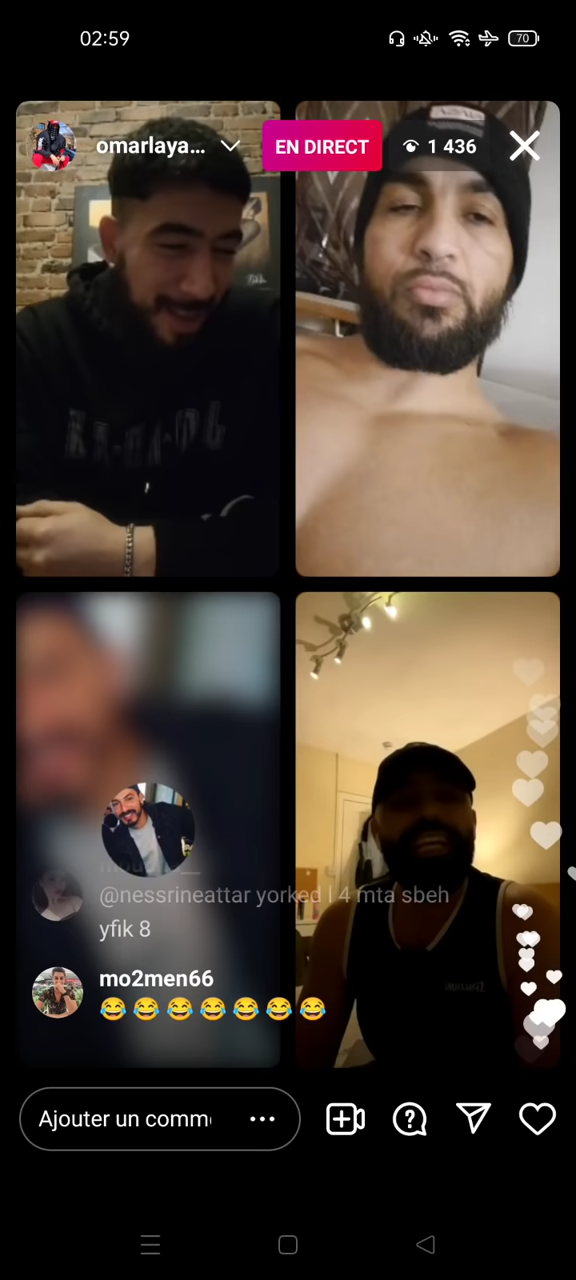 02:59
70
omarlaya...
EN DIRECT
1 436
@nessrineattar yorked l 4 mta sbeh
yfik 8
mo2men66
😂😂😂😂😂😂😂
Ajouter un comm